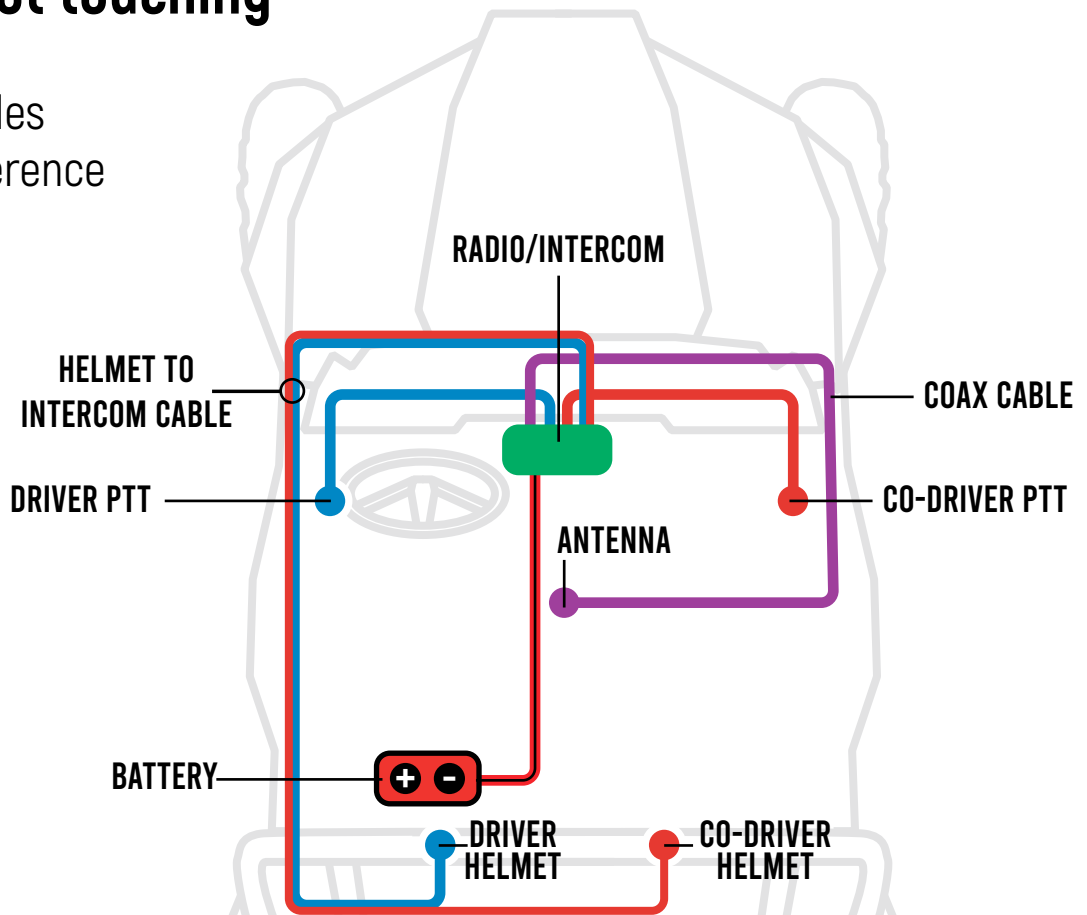 touching
RADIO/INTERCOM
HELMET TO
INTERCOM CABLE
COAX CABLE
DRIVER PTT
CO-DRIVER PTT
ANTENNA
BATTERY
+ -
DRIVER
HELMET
CO-DRIVER
HELMET